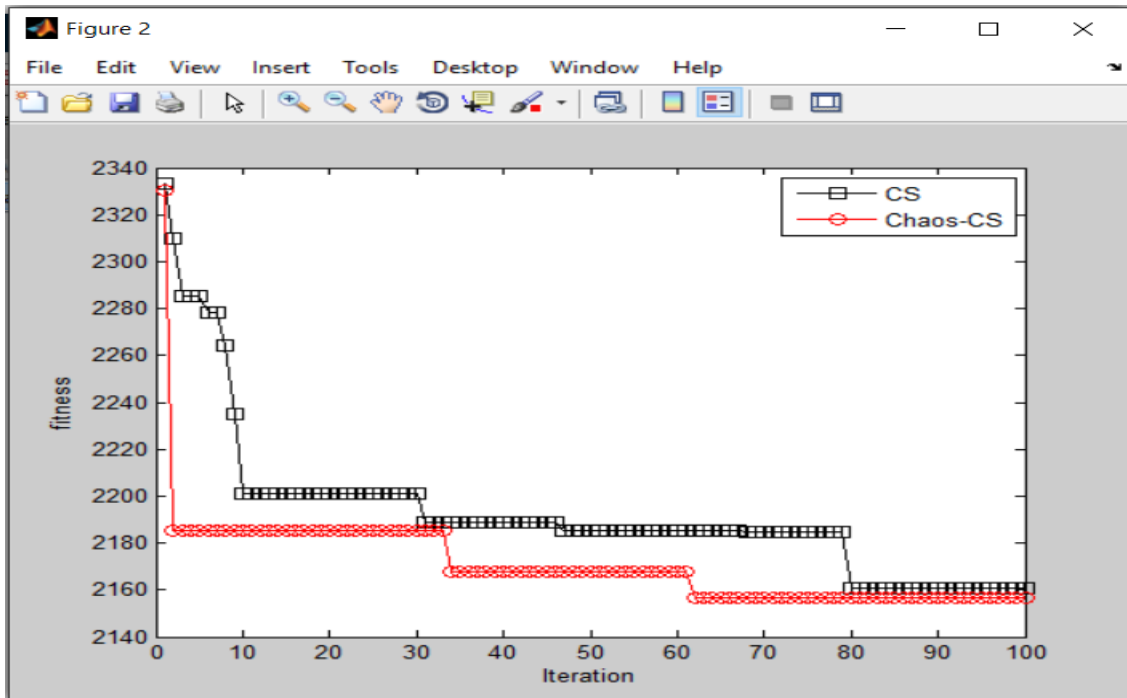 Figure 2
File Edit View Insert Tools Desktop Window Help
2340
2320
2300
2280
2260
2240
2220
2200
2180
2160
2140
fitness
CS
Chaos-CS
0 10 20 30 40 50 60 70 80 90 100
Iteration